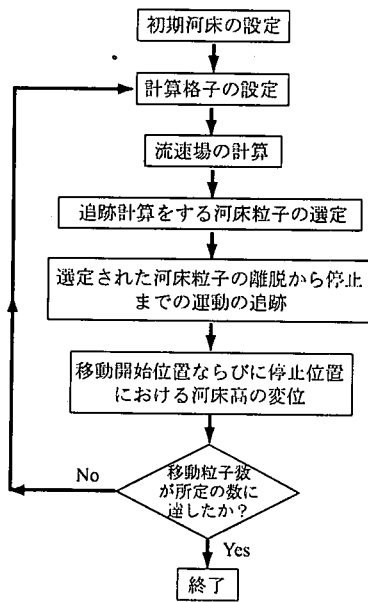 初期河床の設定
計算格子の設定
流速場の計算
追跡計算をする河床粒子の選定
選定された河床粒子の離脱から停止
までの運動の追跡
移動開始位置ならびに停止位置
における河床高の変位
移動粒子数
が所定の数に
達したか?
No
Yes
終了